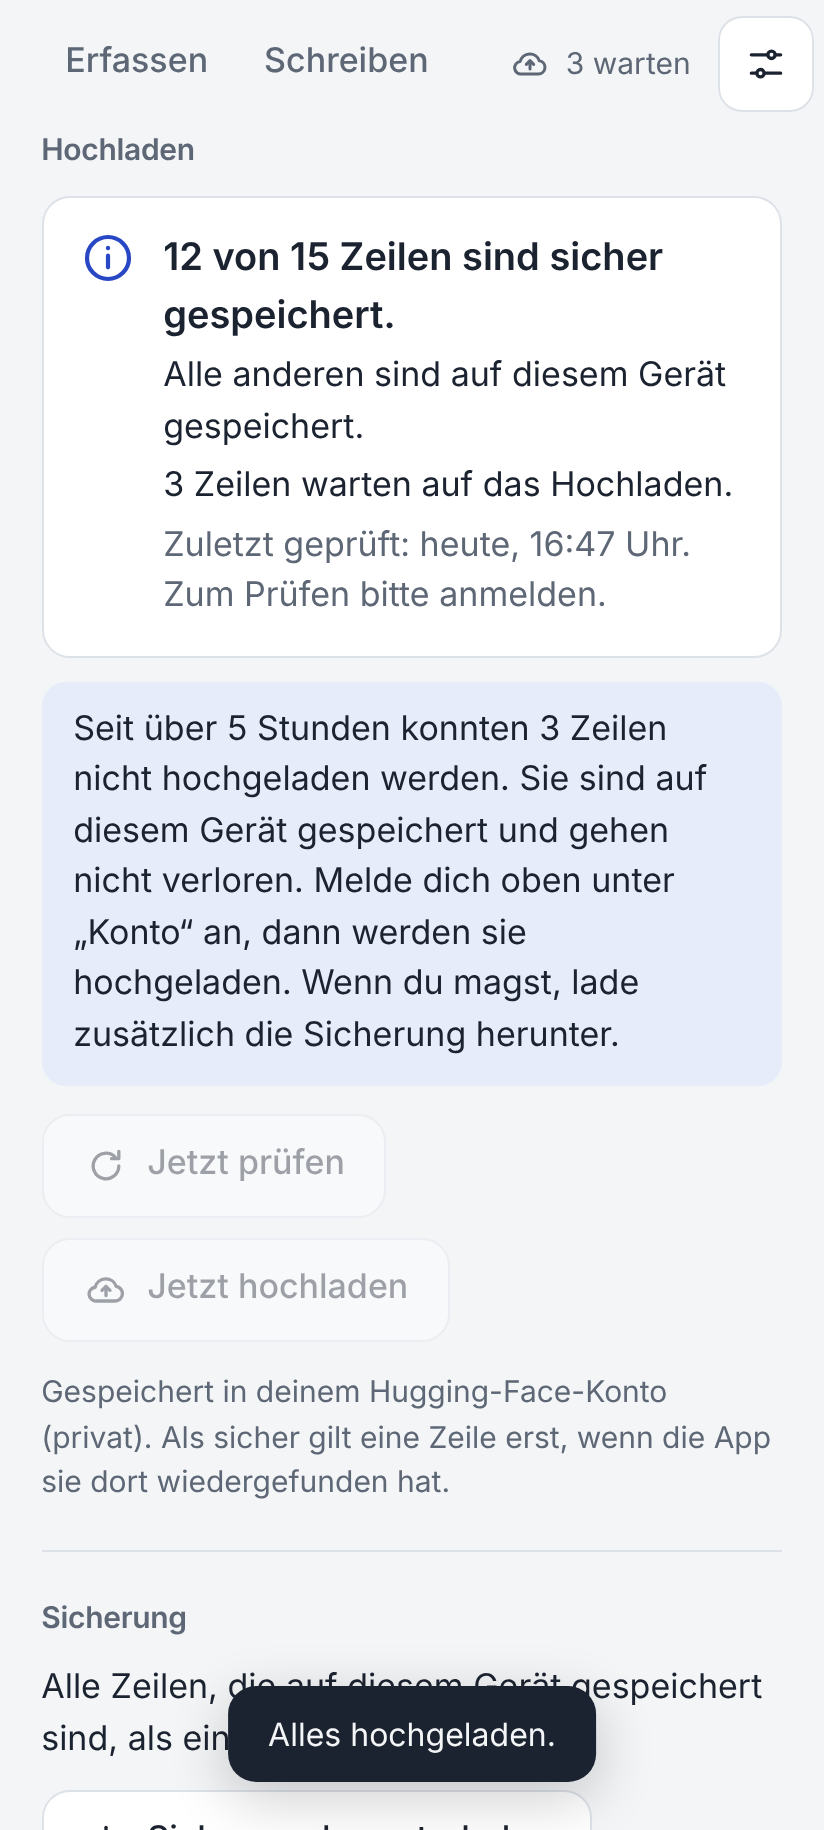 Erfassen Schreiben 3 warten
Hochladen
12 von 15 Zeilen sind sicher
gespeichert.
Alle anderen sind auf diesem Gerät
gespeichert.
3 Zeilen warten auf das Hochladen.
Zuletzt geprüft: heute, 16:47 Uhr.
Zum Prüfen bitte anmelden.
Seit über 5 Stunden konnten 3 Zeilen
nicht hochgeladen werden. Sie sind auf
diesem Gerät gespeichert und gehen
nicht verloren. Melde dich oben unter
„Konto“ an, dann werden sie
hochgeladen. Wenn du magst, lade
zusätzlich die Sicherung herunter.
Jetzt prüfen
Jetzt hochladen
Gespeichert in deinem Hugging-Face-Konto
(privat). Als sicher gilt eine Zeile erst, wenn die App
sie dort wiedergefunden hat.
Sicherung
Alle Zeilen, die auf diesem Gerät gespeichert
sind, als ein
Alles hochgeladen.